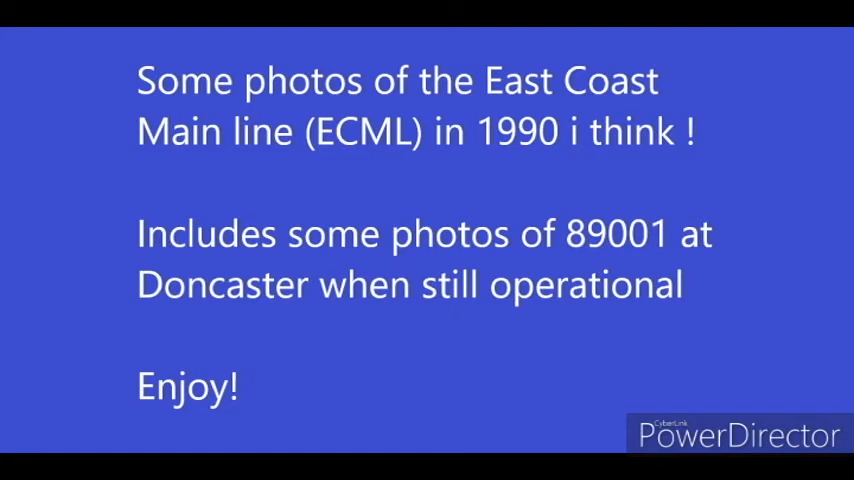 Some photos of the East Coast
Main line (ECML) in 1990 i think !
Includes some photos of 89001 at
Doncaster when still operational
Enjoy!
CyberLink
PowerDirector